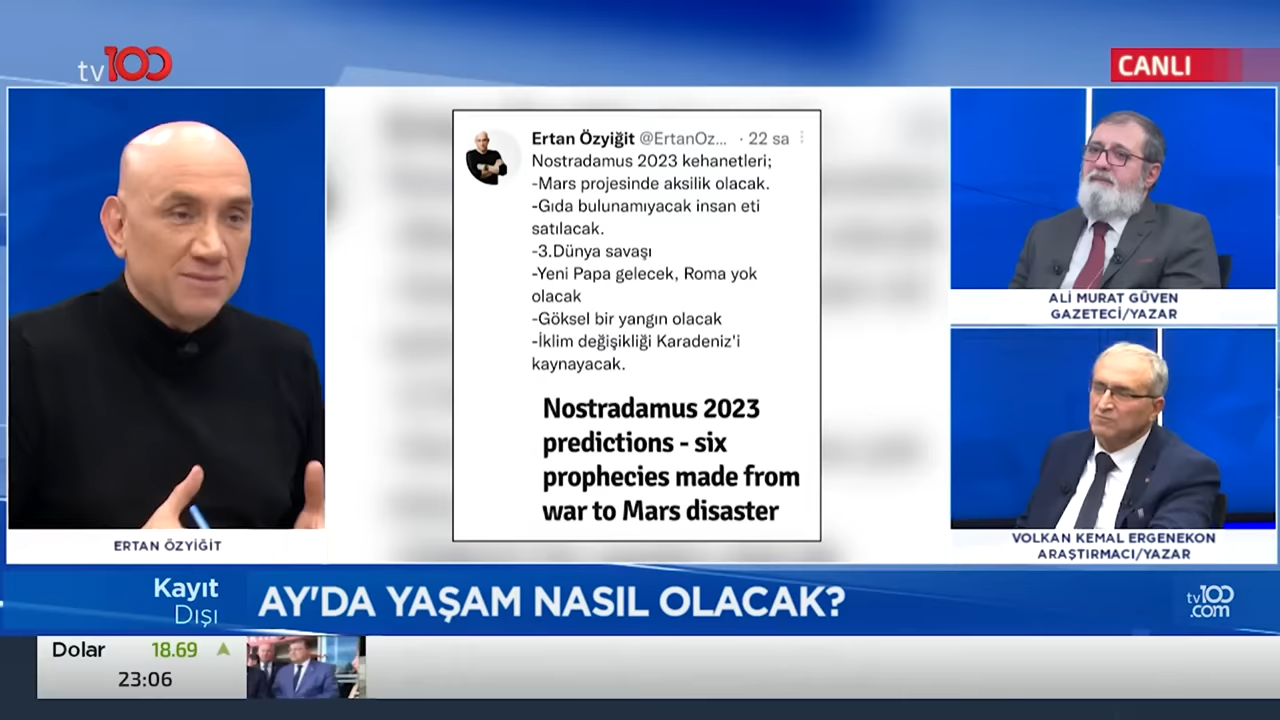 tv100
CANLI
Ertan Özyiğit @ErtanOz... · 22 sa
Nostradamus 2023 kehanetleri;
-Mars projesinde aksilik olacak.
-Gıda bulunamıyacak insan eti
satılacak.
-3.Dünya savaşı
-Yeni Papa gelecek, Roma yok
olacak
-Göksel bir yangın olacak
-İklim değişikliği Karadeniz'i
kaynayacak.
Nostradamus 2023
predictions - six
prophecies made from
war to Mars disaster
ALİ MURAT GÜVEN
GAZETECİ/YAZAR
ERTAN ÖZYİĞİT
VOLKAN KEMAL ERGENEKON
ARAŞTIRMACI/YAZAR
Kayıt
Dışı
AY'DA YAŞAM NASIL OLACAK?
tv100
.com
Dolar 18.69
23:06